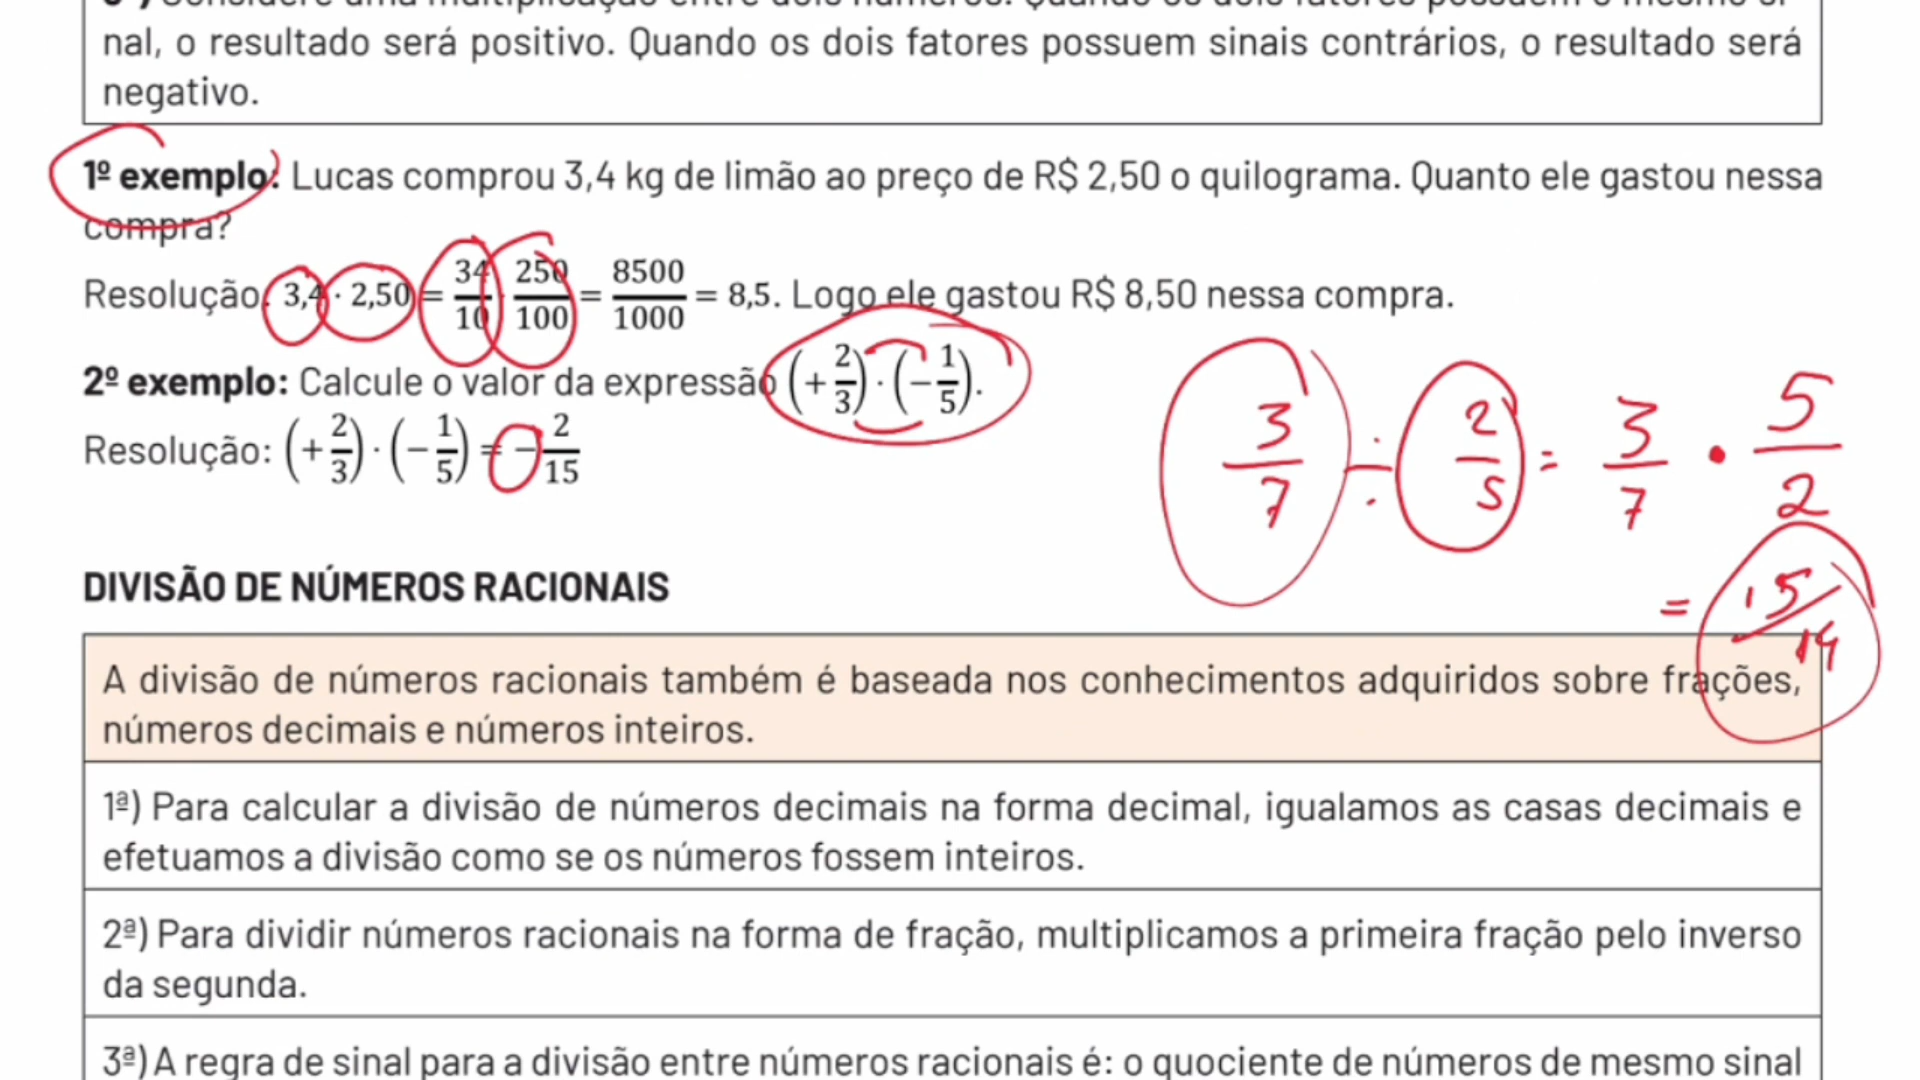 nal, o resultado será positivo. Quando os dois fatores possuem sinais contrários, o resultado será
negativo.
1º exemplo: Lucas comprou 3,4 kg de limão ao preço de R$ 2,50 o quilograma. Quanto ele gastou nessa
compra?
Resolução: 3,4 · 2,50 = 34/10 · 250/100 = 8500/1000 = 8,5. Logo ele gastou R$ 8,50 nessa compra.
2º exemplo: Calcule o valor da expressão (+2/3) · (−1/5).
Resolução: (+2/3) · (−1/5) = −2/15
3/7 ÷ 2/5 = 3/7 · 5/2
= 15/14
DIVISÃO DE NÚMEROS RACIONAIS
A divisão de números racionais também é baseada nos conhecimentos adquiridos sobre frações,
números decimais e números inteiros.
1ª) Para calcular a divisão de números decimais na forma decimal, igualamos as casas decimais e
efetuamos a divisão como se os números fossem inteiros.
2ª) Para dividir números racionais na forma de fração, multiplicamos a primeira fração pelo inverso
da segunda.
3ª) A regra de sinal para a divisão entre números racionais é: o quociente de números de mesmo sinal